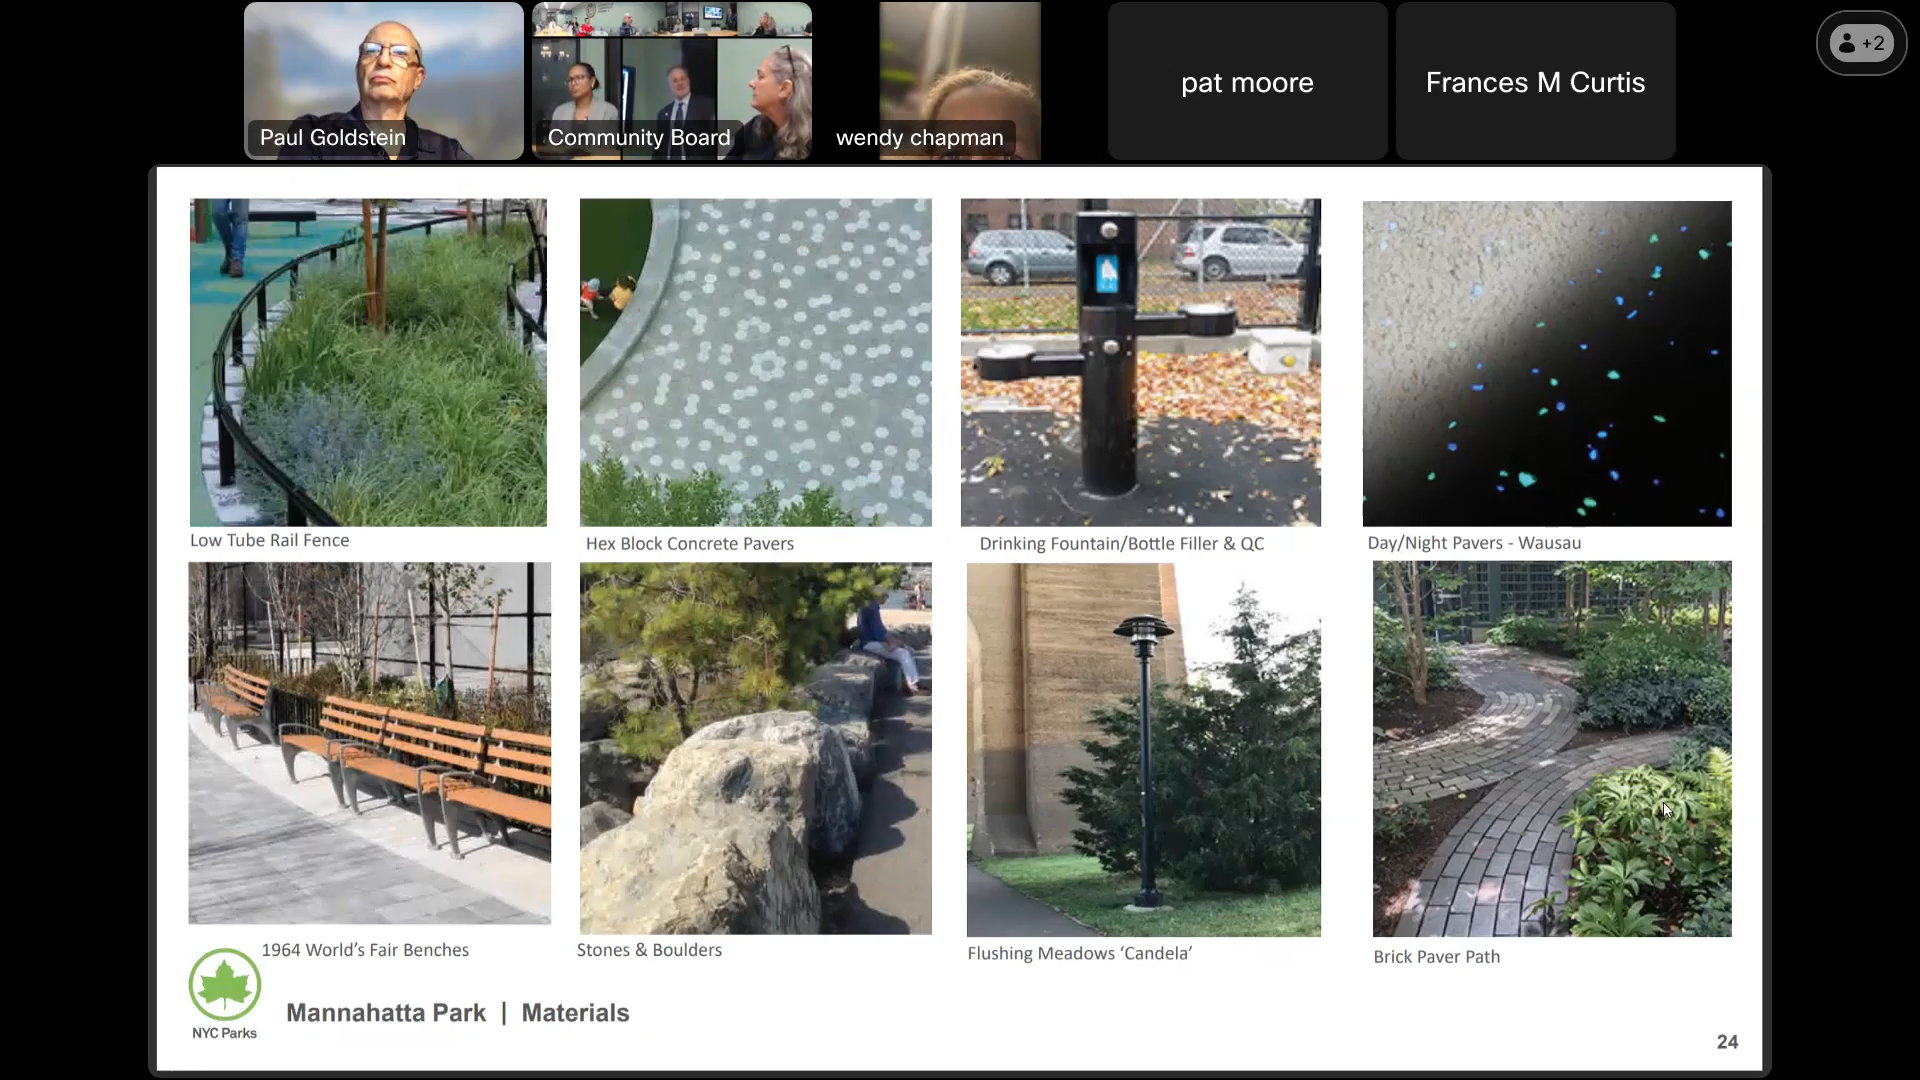 Paul Goldstein
Community Board
wendy chapman
pat moore
Frances M Curtis
+2
Low Tube Rail Fence
Hex Block Concrete Pavers
Drinking Fountain/Bottle Filler & QC
Day/Night Pavers - Wausau
1964 World's Fair Benches
Stones & Boulders
Flushing Meadows ‘Candela’
Brick Paver Path
NYC Parks
Mannahatta Park | Materials
24